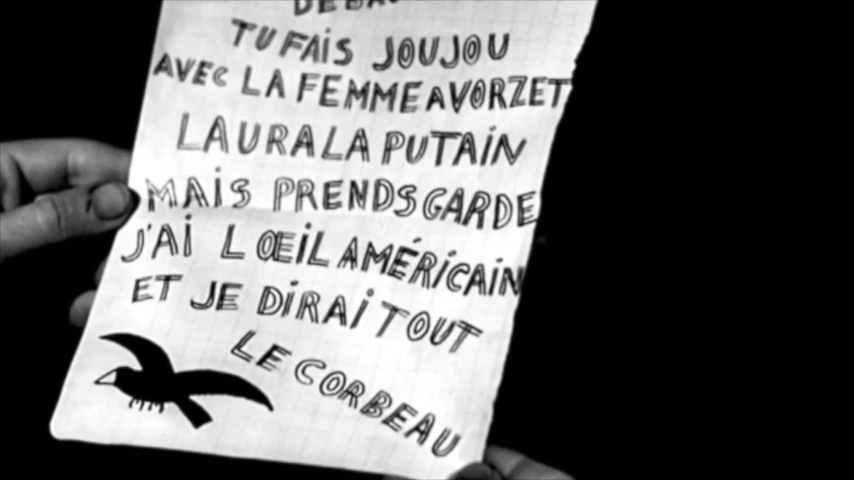 TU FAIS JOUJOU
AVEC LA FEMME A VORZET
LAURA LA PUTAIN
MAIS PRENDS GARDE
J'AI L ŒIL AMÉRICAIN
ET JE DIRAI TOUT
LE CORBEAU